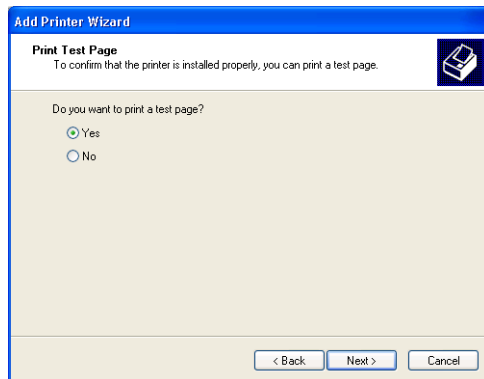 Add Printer Wizard
Print Test Page
To confirm that the printer is installed properly, you can print a test page.
Do you want to print a test page?
Yes
No
< Back
Next >
Cancel